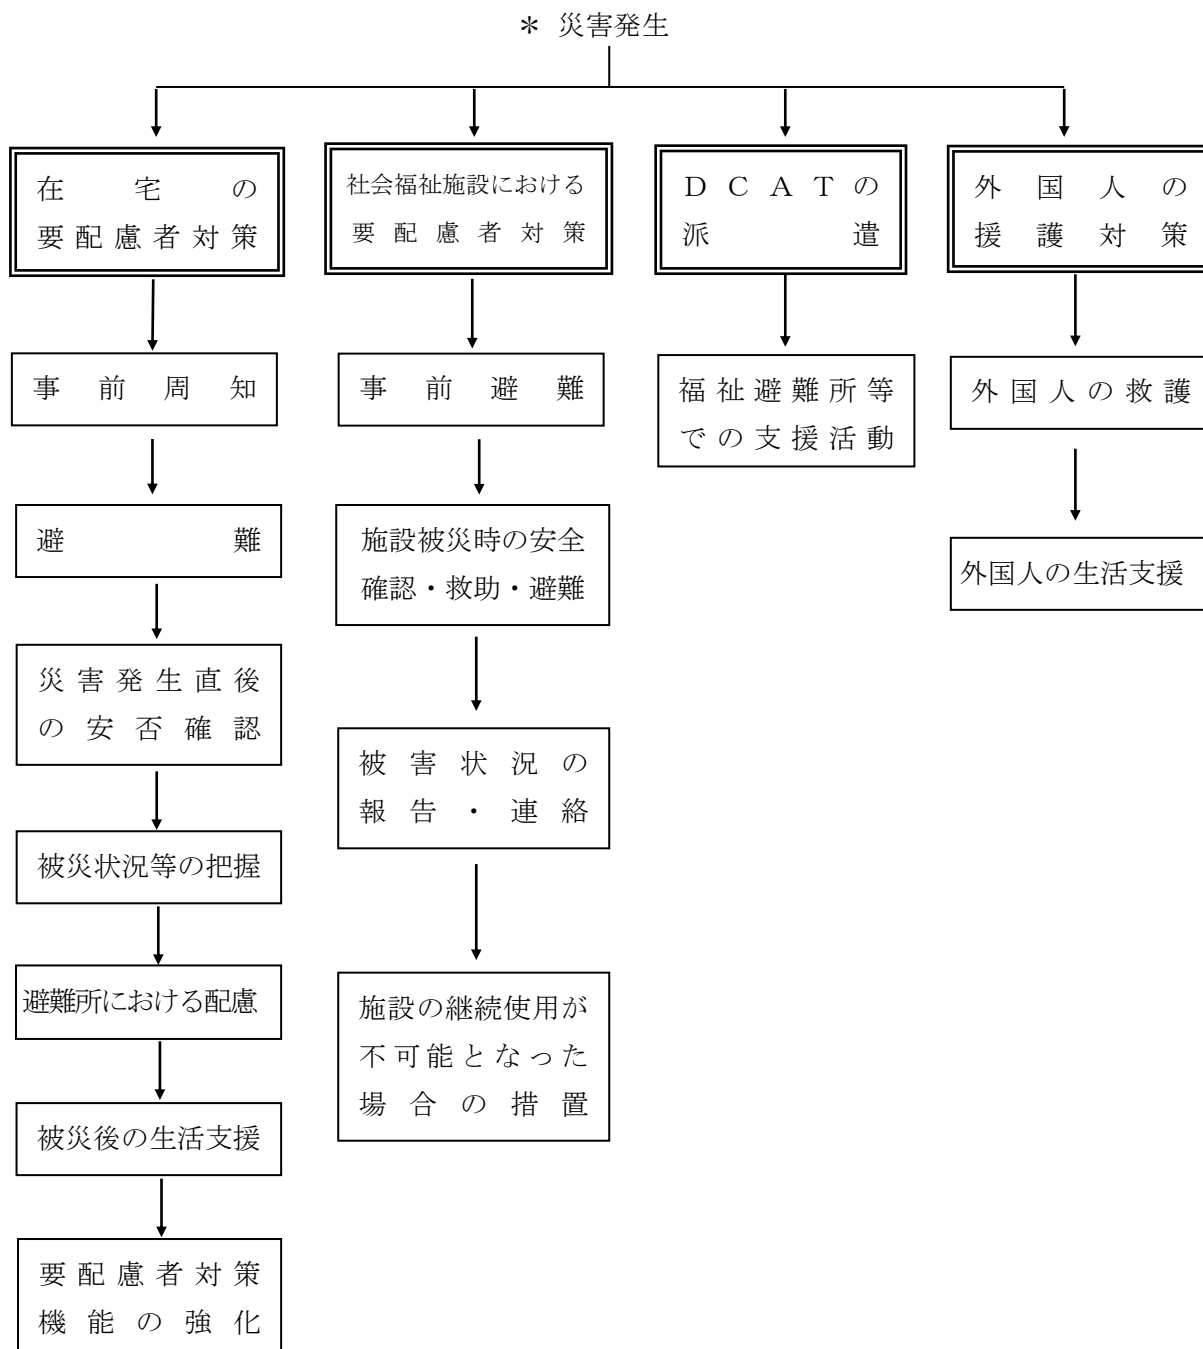 ＊ 災害発生
在宅の
要配慮者対策
事前周知
避難
災害発生直後
の安否確認
被災状況等の把握
避難所における配慮
被災後の生活支援
要配慮者対策
機能の強化
社会福祉施設における
要配慮者対策
事前避難
施設被災時の安全
確認・救助・避難
被害状況の
報告・連絡
施設の継続使用が
不可能となった
場合の措置
ＤＣＡＴの
派遣
福祉避難所等
での支援活動
外国人の
援護対策
外国人の救護
外国人の生活支援